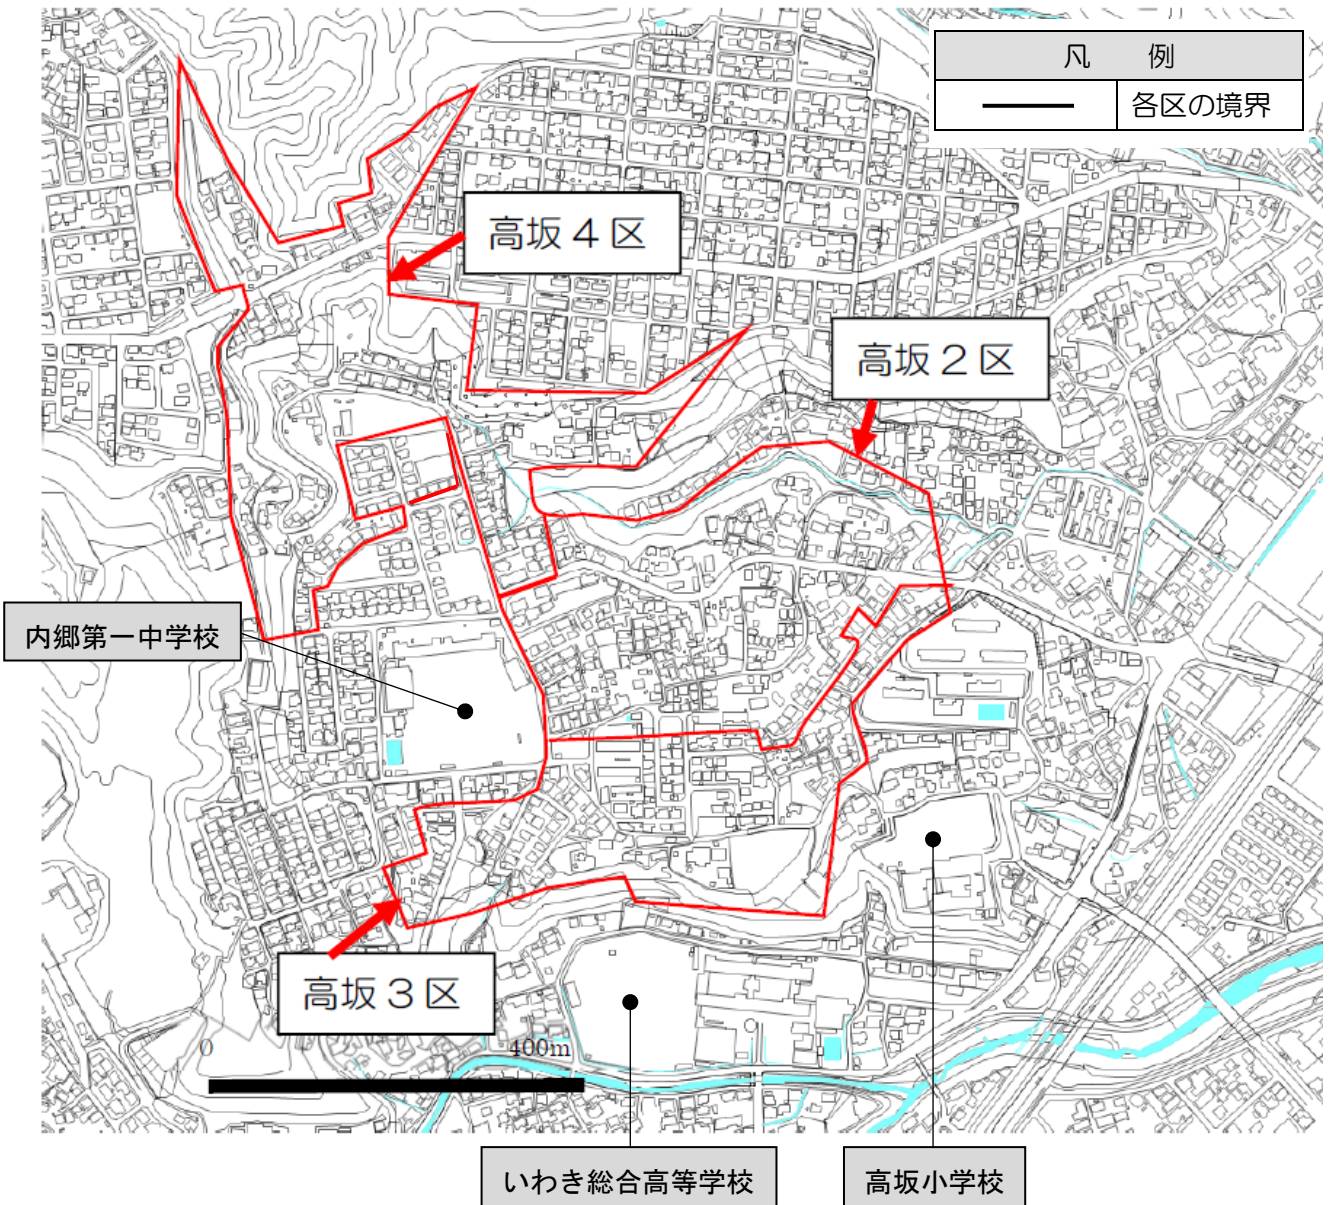 凡 例
各区の境界
高坂４区
高坂２区
内郷第一中学校
高坂３区
0 400m
いわき総合高等学校
高坂小学校